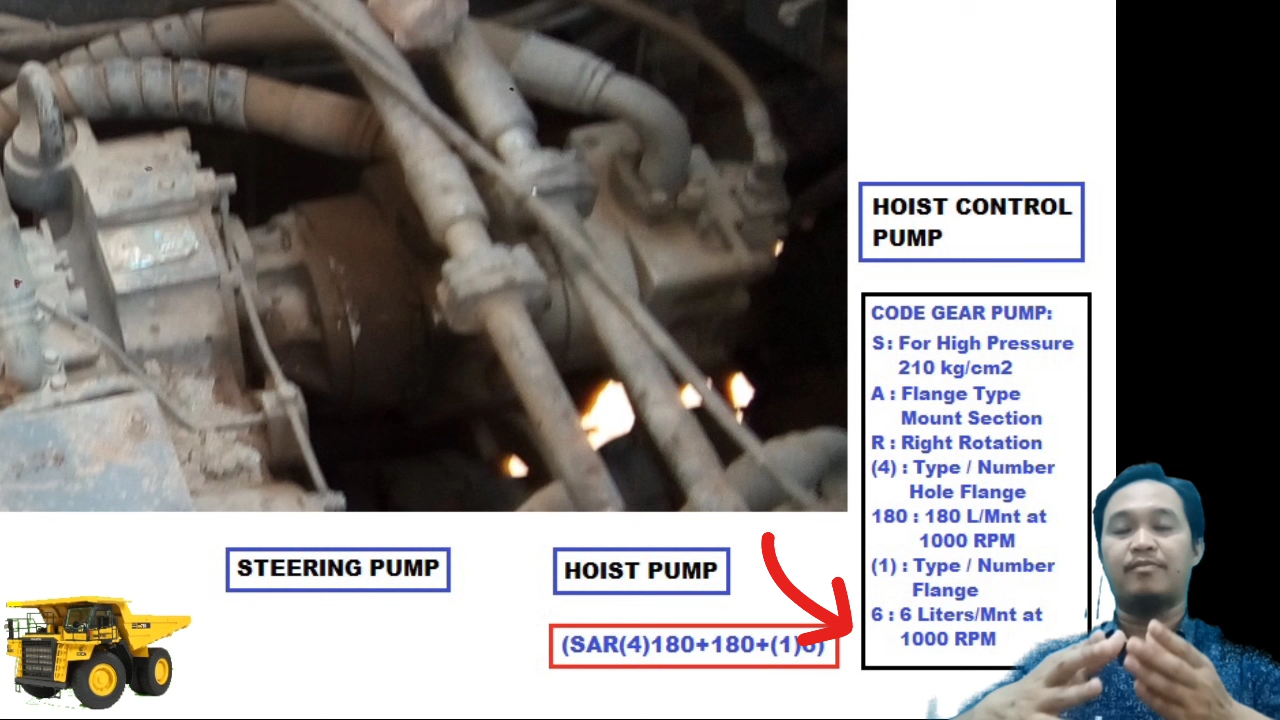 HOIST CONTROL
PUMP
CODE GEAR PUMP:
S: For High Pressure
210 kg/cm2
A : Flange Type
Mount Section
R : Right Rotation
(4) : Type / Number
Hole Flange
180 : 180 L/Mnt at
1000 RPM
(1) : Type / Number
Flange
6 : 6 Liters/Mnt at
1000 RPM
STEERING PUMP
HOIST PUMP
(SAR(4)180+180+(1)6)